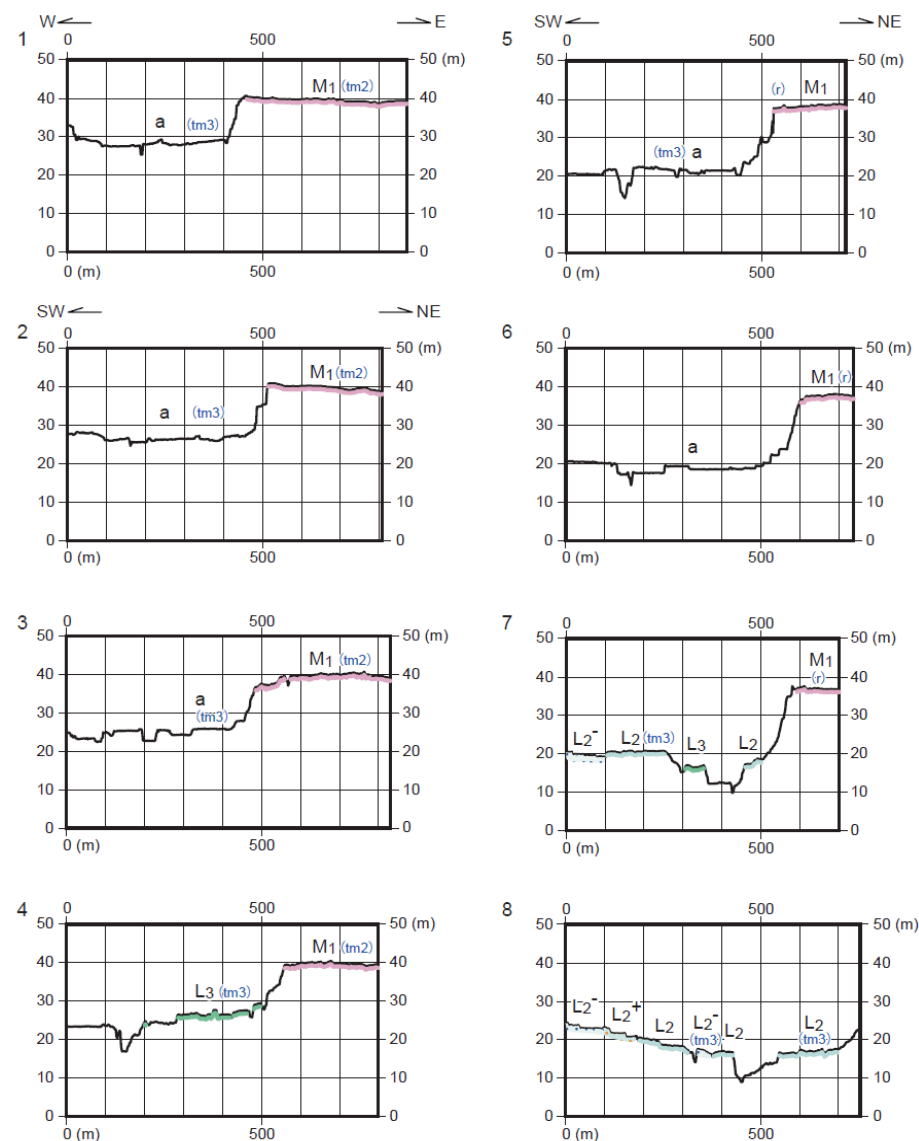 W E
1 0 500
50 50 (m)
M1 (tm2)
40 40
a (tm3)
30 30
20 20
10 10
0 0
0 (m) 500
SW NE
2 0 500
50 50 (m)
M1 (tm2)
40 40
a (tm3)
30 30
20 20
10 10
0 0
0 (m) 500
3 0 500
50 50 (m)
M1 (tm2)
40 40
a
(tm3)
30 30
20 20
10 10
0 0
0 (m) 500
4 0 500
50 50 (m)
M1 (tm2)
40 40
L3 (tm3)
30 30
20 20
10 10
0 0
0 (m) 500
SW NE
5 0 500
50 50 (m)
(r) M1
40 40
30 30
(tm3) a
20 20
10 10
0 0
0 (m) 500
6 0 500
50 50 (m)
M1 (r)
40 40
30 30
a
20 20
10 10
0 0
0 (m) 500
7 0 500
50 50 (m)
M1
(r)
40 40
30 30
L2- L2 (tm3) L3 L2
20 20
10 10
0 0
0 (m) 500
8 0 500
50 50 (m)
40 40
30 30
L2- L2+ L2 L2- L2 L2
(tm3) (tm3)
20 20
10 10
0 0
0 (m) 500